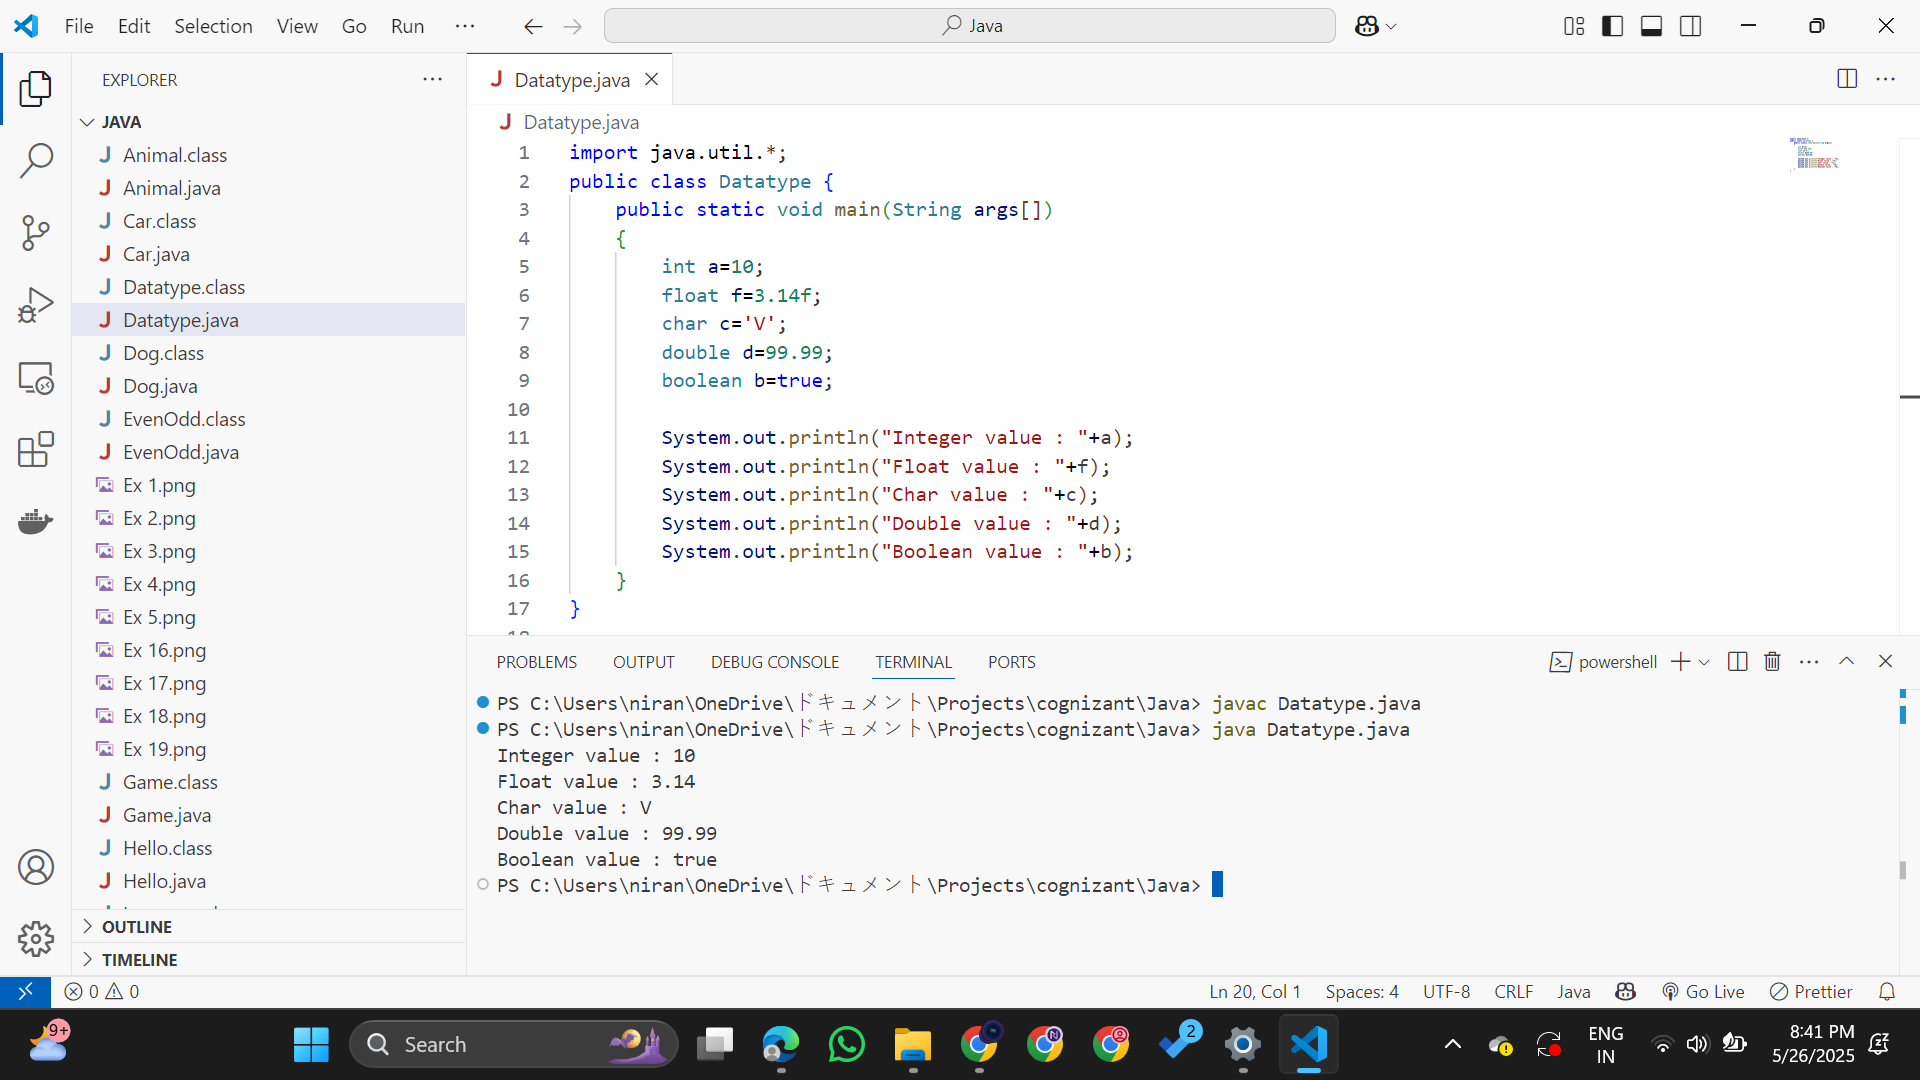 File Edit Selection View Go Run ···
Java
EXPLORER ···
Datatype.java
JAVA
Animal.class
Animal.java
Car.class
Car.java
Datatype.class
Datatype.java
Dog.class
Dog.java
EvenOdd.class
EvenOdd.java
Ex 1.png
Ex 2.png
Ex 3.png
Ex 4.png
Ex 5.png
Ex 16.png
Ex 17.png
Ex 18.png
Ex 19.png
Game.class
Game.java
Hello.class
Hello.java
OUTLINE
TIMELINE
Datatype.java
1 import java.util.*;
2 public class Datatype {
3 public static void main(String args[])
4 {
5 int a=10;
6 float f=3.14f;
7 char c='V';
8 double d=99.99;
9 boolean b=true;
10
11 System.out.println("Integer value : "+a);
12 System.out.println("Float value : "+f);
13 System.out.println("Char value : "+c);
14 System.out.println("Double value : "+d);
15 System.out.println("Boolean value : "+b);
16 }
17 }
PROBLEMS OUTPUT DEBUG CONSOLE TERMINAL PORTS powershell
PS C:\Users\niran\OneDrive\ドキュメント\Projects\cognizant\Java> javac Datatype.java
PS C:\Users\niran\OneDrive\ドキュメント\Projects\cognizant\Java> java Datatype.java
Integer value : 10
Float value : 3.14
Char value : V
Double value : 99.99
Boolean value : true
PS C:\Users\niran\OneDrive\ドキュメント\Projects\cognizant\Java>
0 0 Ln 20, Col 1 Spaces: 4 UTF-8 CRLF Java Go Live Prettier
9+
Search
2
ENG
IN
8:41 PM
5/26/2025